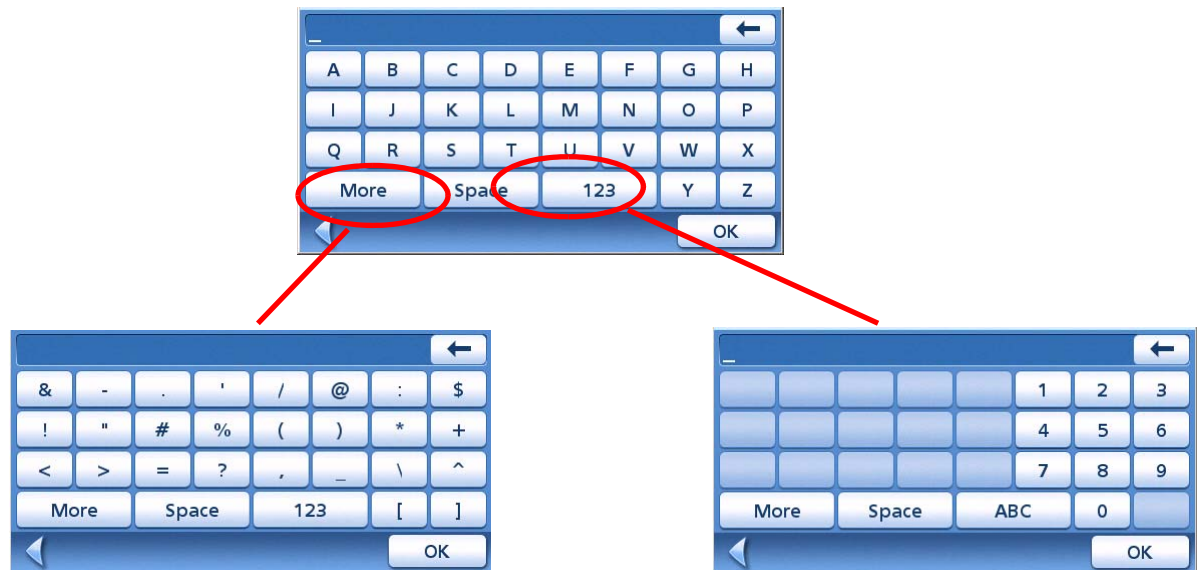 _
A B C D E F G H
I J K L M N O P
Q R S T U V W X
More Space 123 Y Z
OK
& - . ' / @ : $
! " # % ( ) * +
< > = ? , _ \ ^
More Space 123 [ ]
OK
_
1 2 3
4 5 6
7 8 9
More Space ABC 0
OK